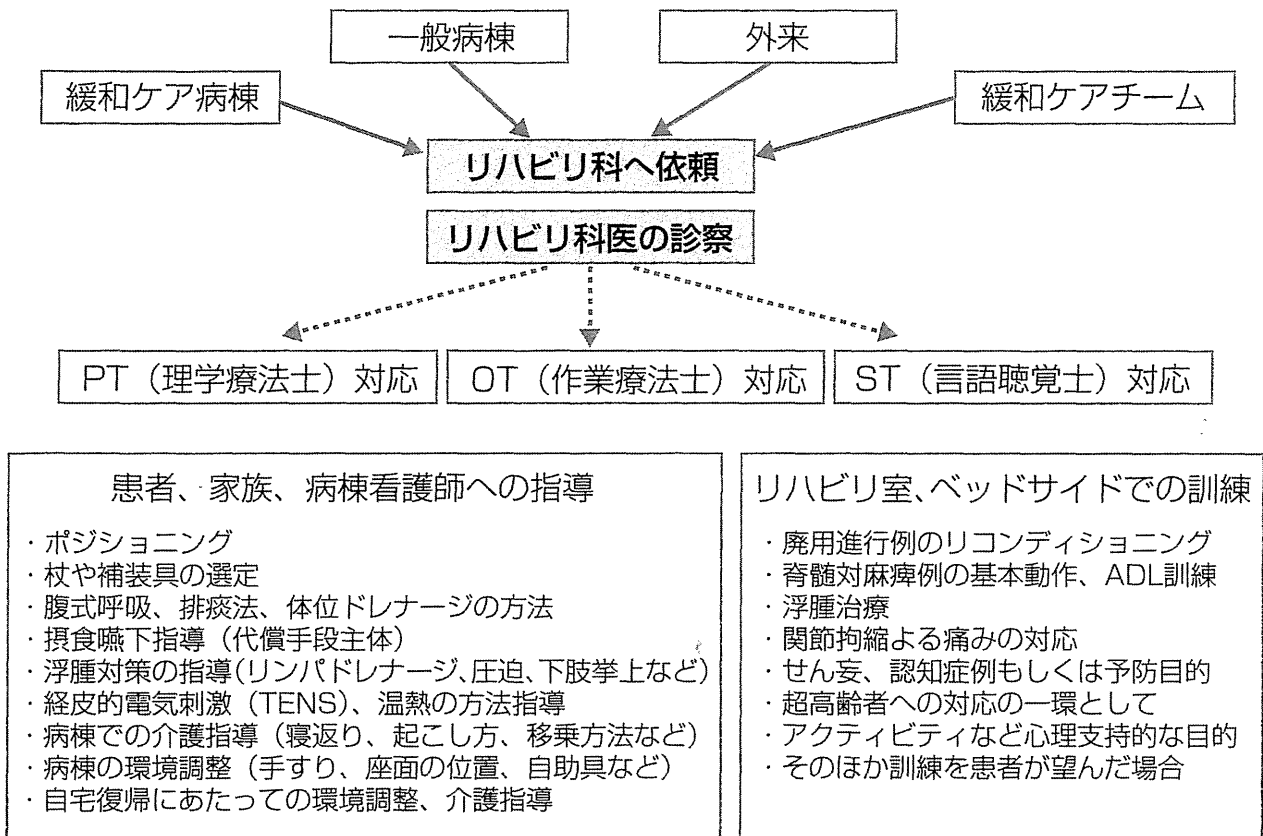 一般病棟
外来
緩和ケア病棟
緩和ケアチーム
リハビリ科へ依頼
リハビリ科医の診察
PT（理学療法士）対応
OT（作業療法士）対応
ST（言語聴覚士）対応
患者、家族、病棟看護師への指導
・ポジショニング
・杖や補装具の選定
・腹式呼吸、排痰法、体位ドレナージの方法
・摂食嚥下指導（代償手段主体）
・浮腫対策の指導（リンパドレナージ、圧迫、下肢挙上など）
・経皮的電気刺激（TENS）、温熱の方法指導
・病棟での介護指導（寝返り、起こし方、移乗方法など）
・病棟の環境調整（手すり、座面の位置、自助具など）
・自宅復帰にあたっての環境調整、介護指導
リハビリ室、ベッドサイドでの訓練
・廃用進行例のリコンディショニング
・脊髄対麻痺例の基本動作、ADL訓練
・浮腫治療
・関節拘縮よる痛みの対応
・せん妄、認知症例もしくは予防目的
・超高齢者への対応の一環として
・アクティビティなど心理支持的な目的
・そのほか訓練を患者が望んだ場合